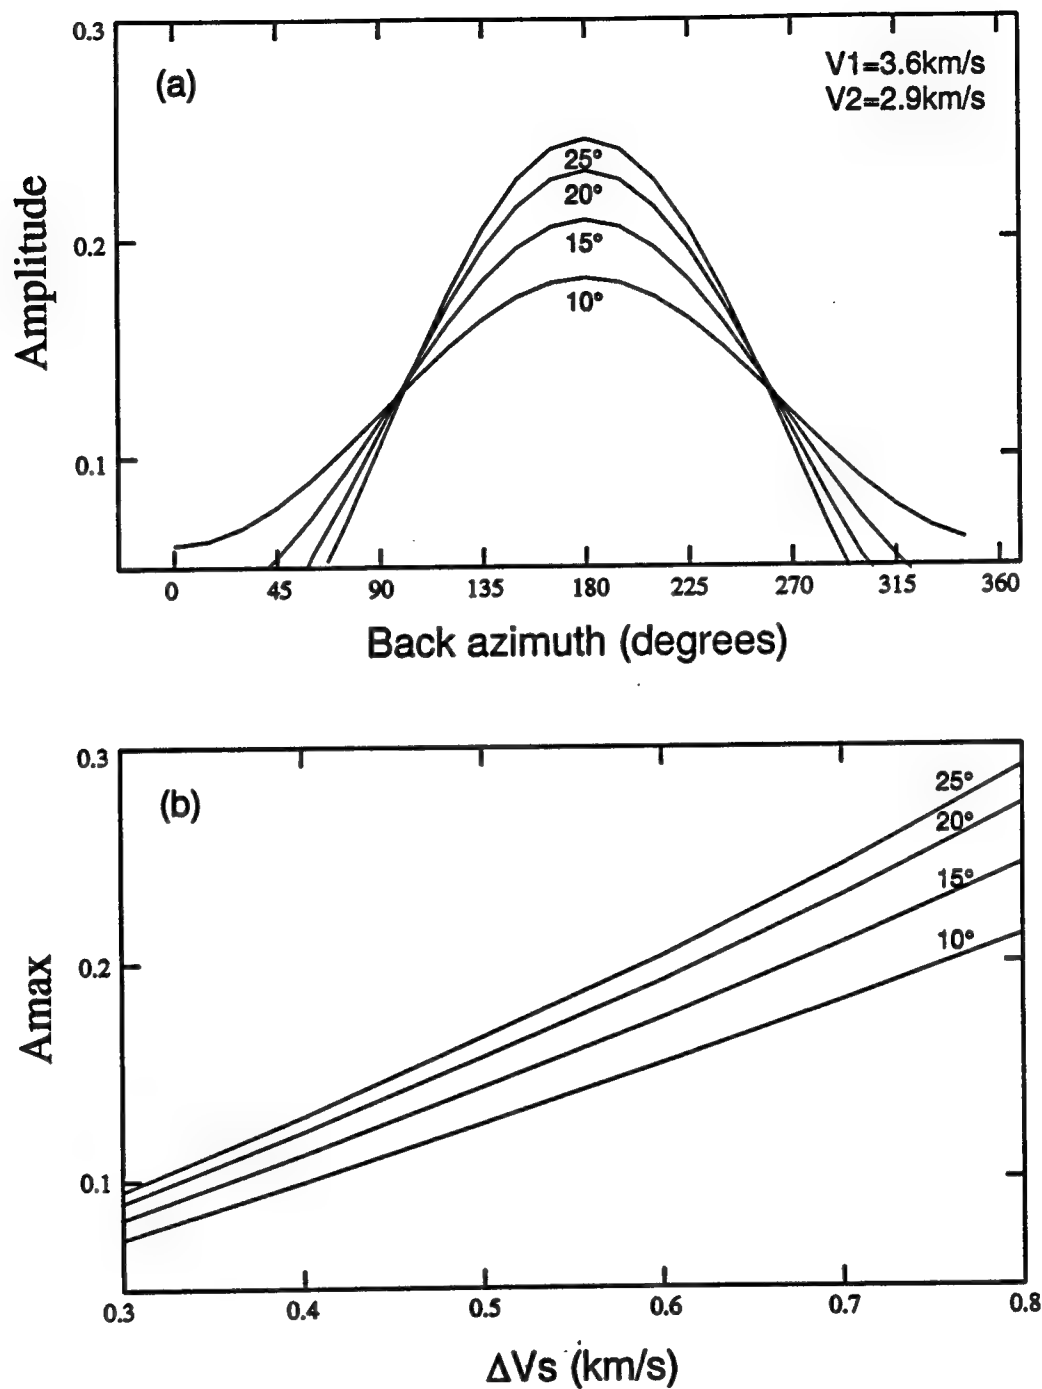 0.3
(a)
V1=3.6km/s
V2=2.9km/s
25°
20°
0.2
15°
10°
0.1
Amplitude
0 45 90 135 180 225 270 315 360
Back azimuth (degrees)
0.3
(b)
25°
20°
15°
10°
0.2
0.1
Amax
0.3 0.4 0.5 0.6 0.7 0.8
ΔVs (km/s)